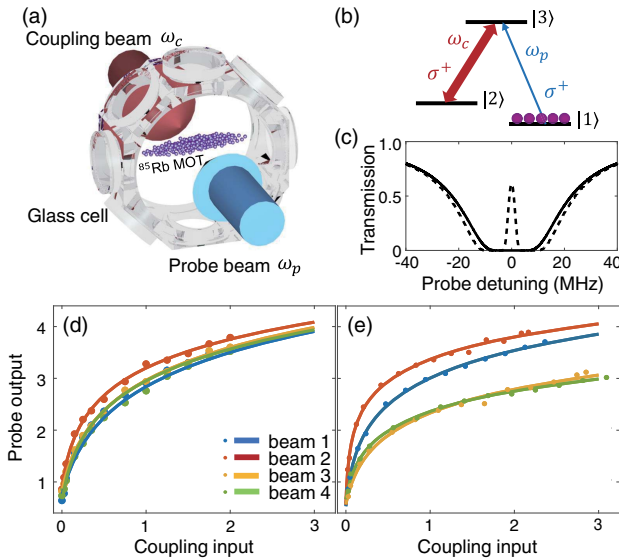 (a)
Coupling beam ω_c
⁸⁵Rb MOT
Glass cell
Probe beam ω_p
(b)
|3⟩
ω_c
ω_p
σ⁺
σ⁺
|2⟩
|1⟩
(c)
Transmission
1.0
0.5
0
-40 -20 0 20 40
Probe detuning (MHz)
(d)
Probe output
4
3
2
1
beam 1
beam 2
beam 3
beam 4
0 1 2 3
Coupling input
(e)
0 1 2 3
Coupling input